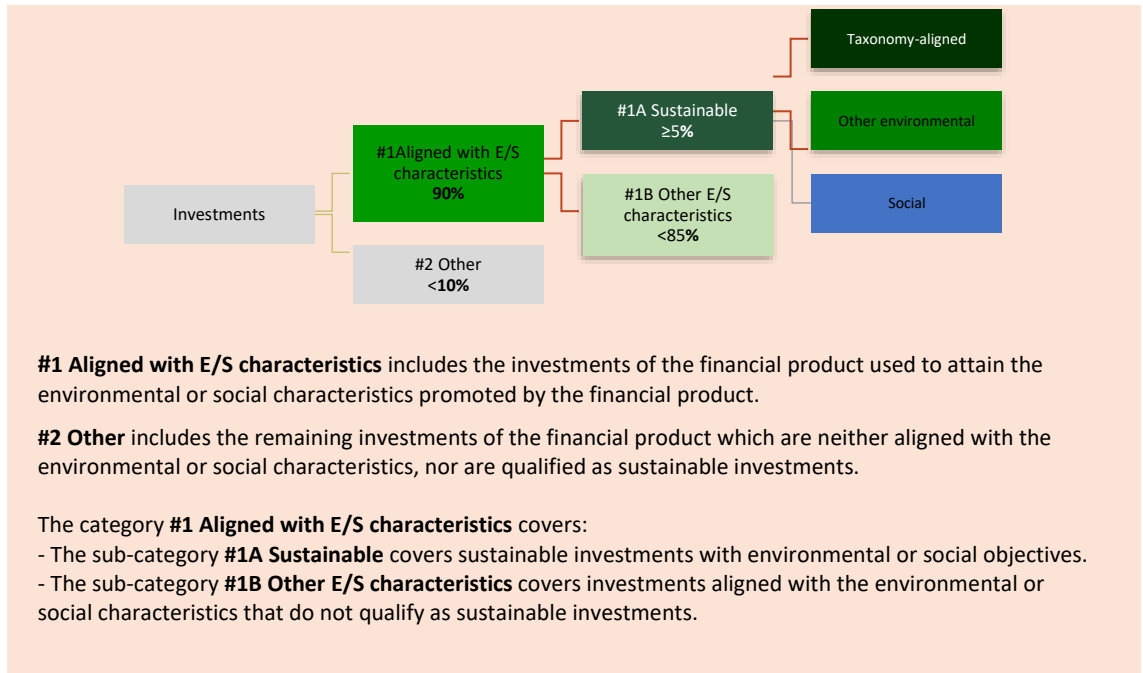 Taxonomy-aligned
#1A Sustainable
≥5%
Other environmental
#1Aligned with E/S
characteristics
90%
#1B Other E/S
characteristics
<85%
Investments
Social
#2 Other
<10%
#1 Aligned with E/S characteristics includes the investments of the financial product used to attain the
environmental or social characteristics promoted by the financial product.
#2 Other includes the remaining investments of the financial product which are neither aligned with the
environmental or social characteristics, nor are qualified as sustainable investments.
The category #1 Aligned with E/S characteristics covers:
- The sub-category #1A Sustainable covers sustainable investments with environmental or social objectives.
- The sub-category #1B Other E/S characteristics covers investments aligned with the environmental or
social characteristics that do not qualify as sustainable investments.